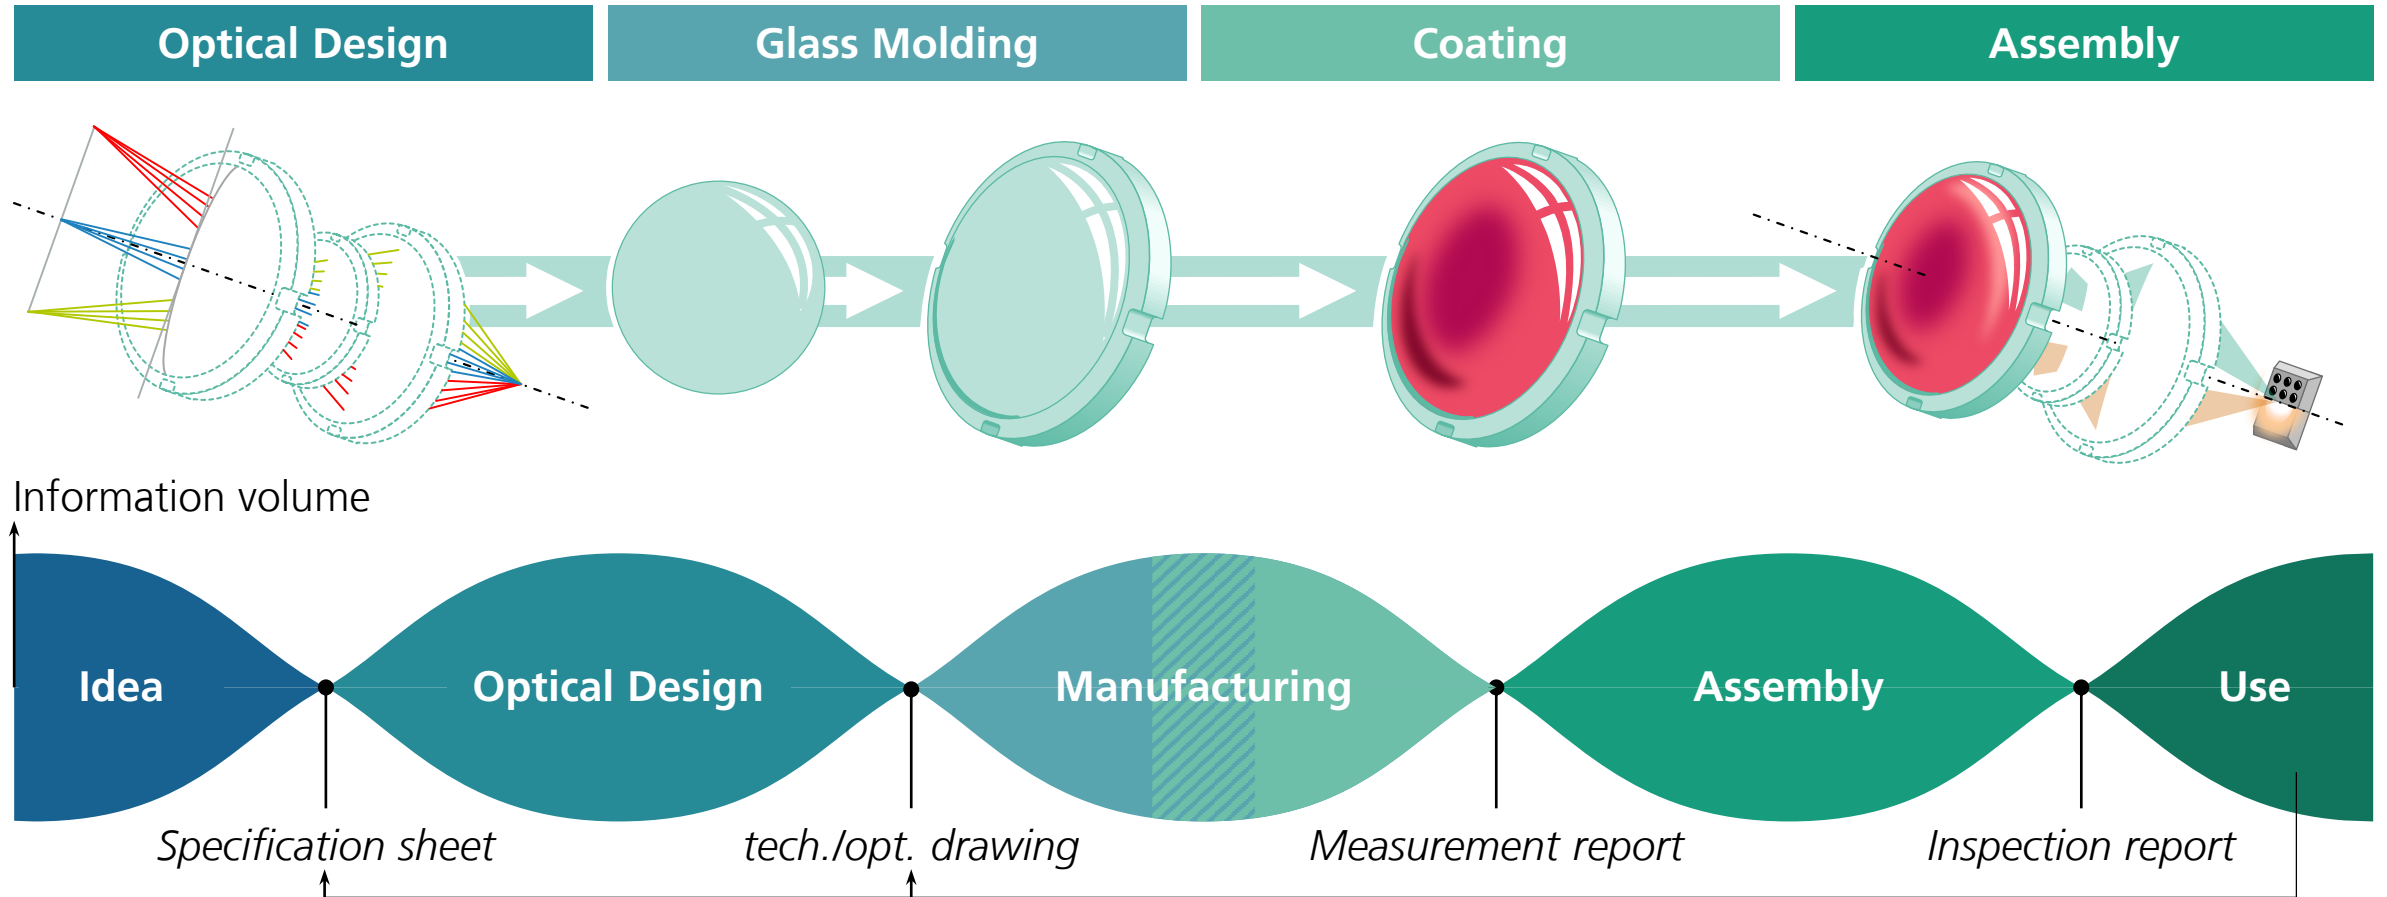 Optical Design
Glass Molding
Coating
Assembly
Information volume
Idea
Optical Design
Manufacturing
Assembly
Use
Specification sheet
tech./opt. drawing
Measurement report
Inspection report